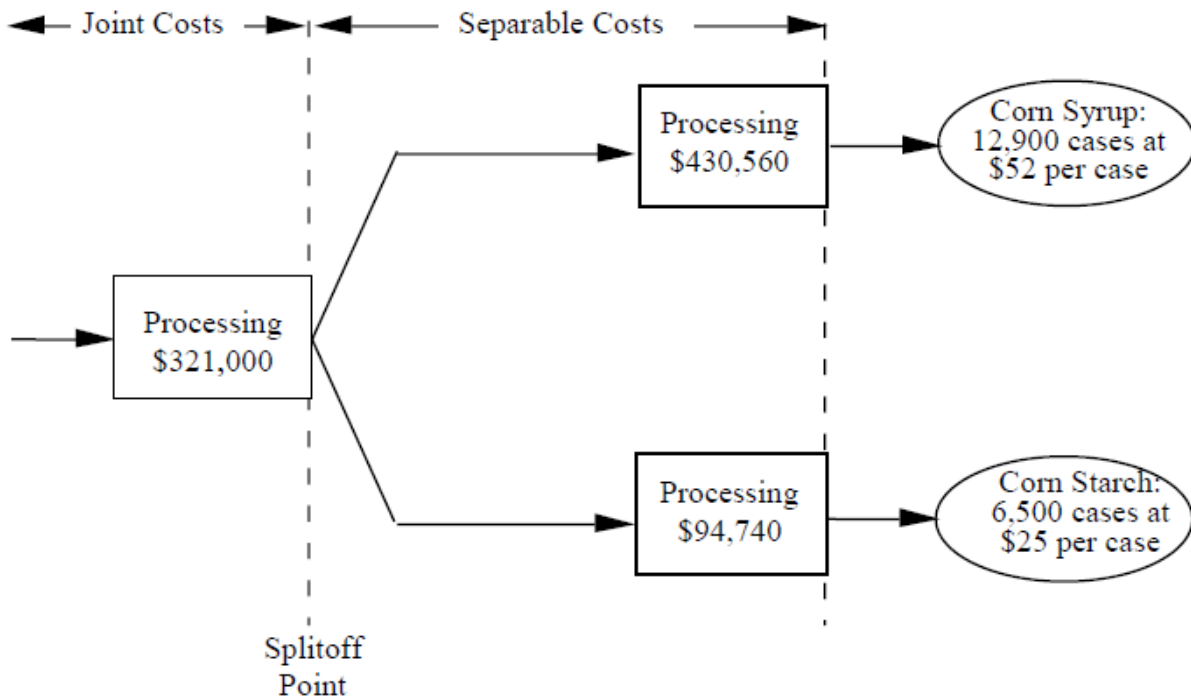 Joint Costs
Separable Costs
Processing
$430,560
Corn Syrup:
12,900 cases at
$52 per case
Processing
$321,000
Processing
$94,740
Corn Starch:
6,500 cases at
$25 per case
Splitoff
Point